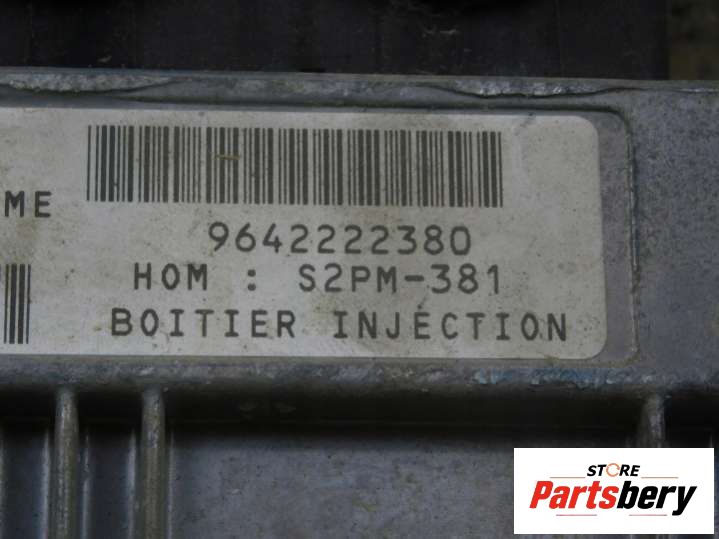 ME
9642222380
HOM : S2PM-381
BOITIER INJECTION
STORE
Partsbery